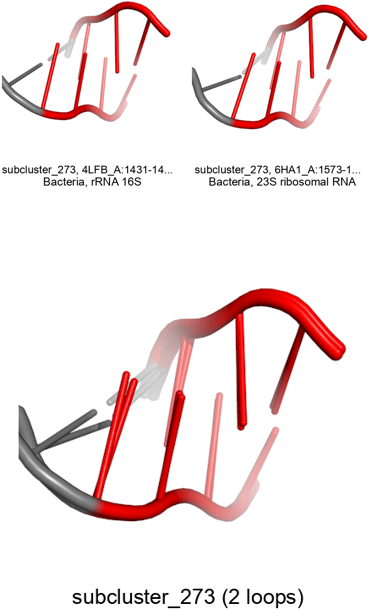 subcluster_273, 4LFB_A:1431-14...
Bacteria, rRNA 16S
subcluster_273, 6HA1_A:1573-1...
Bacteria, 23S ribosomal RNA
subcluster_273 (2 loops)